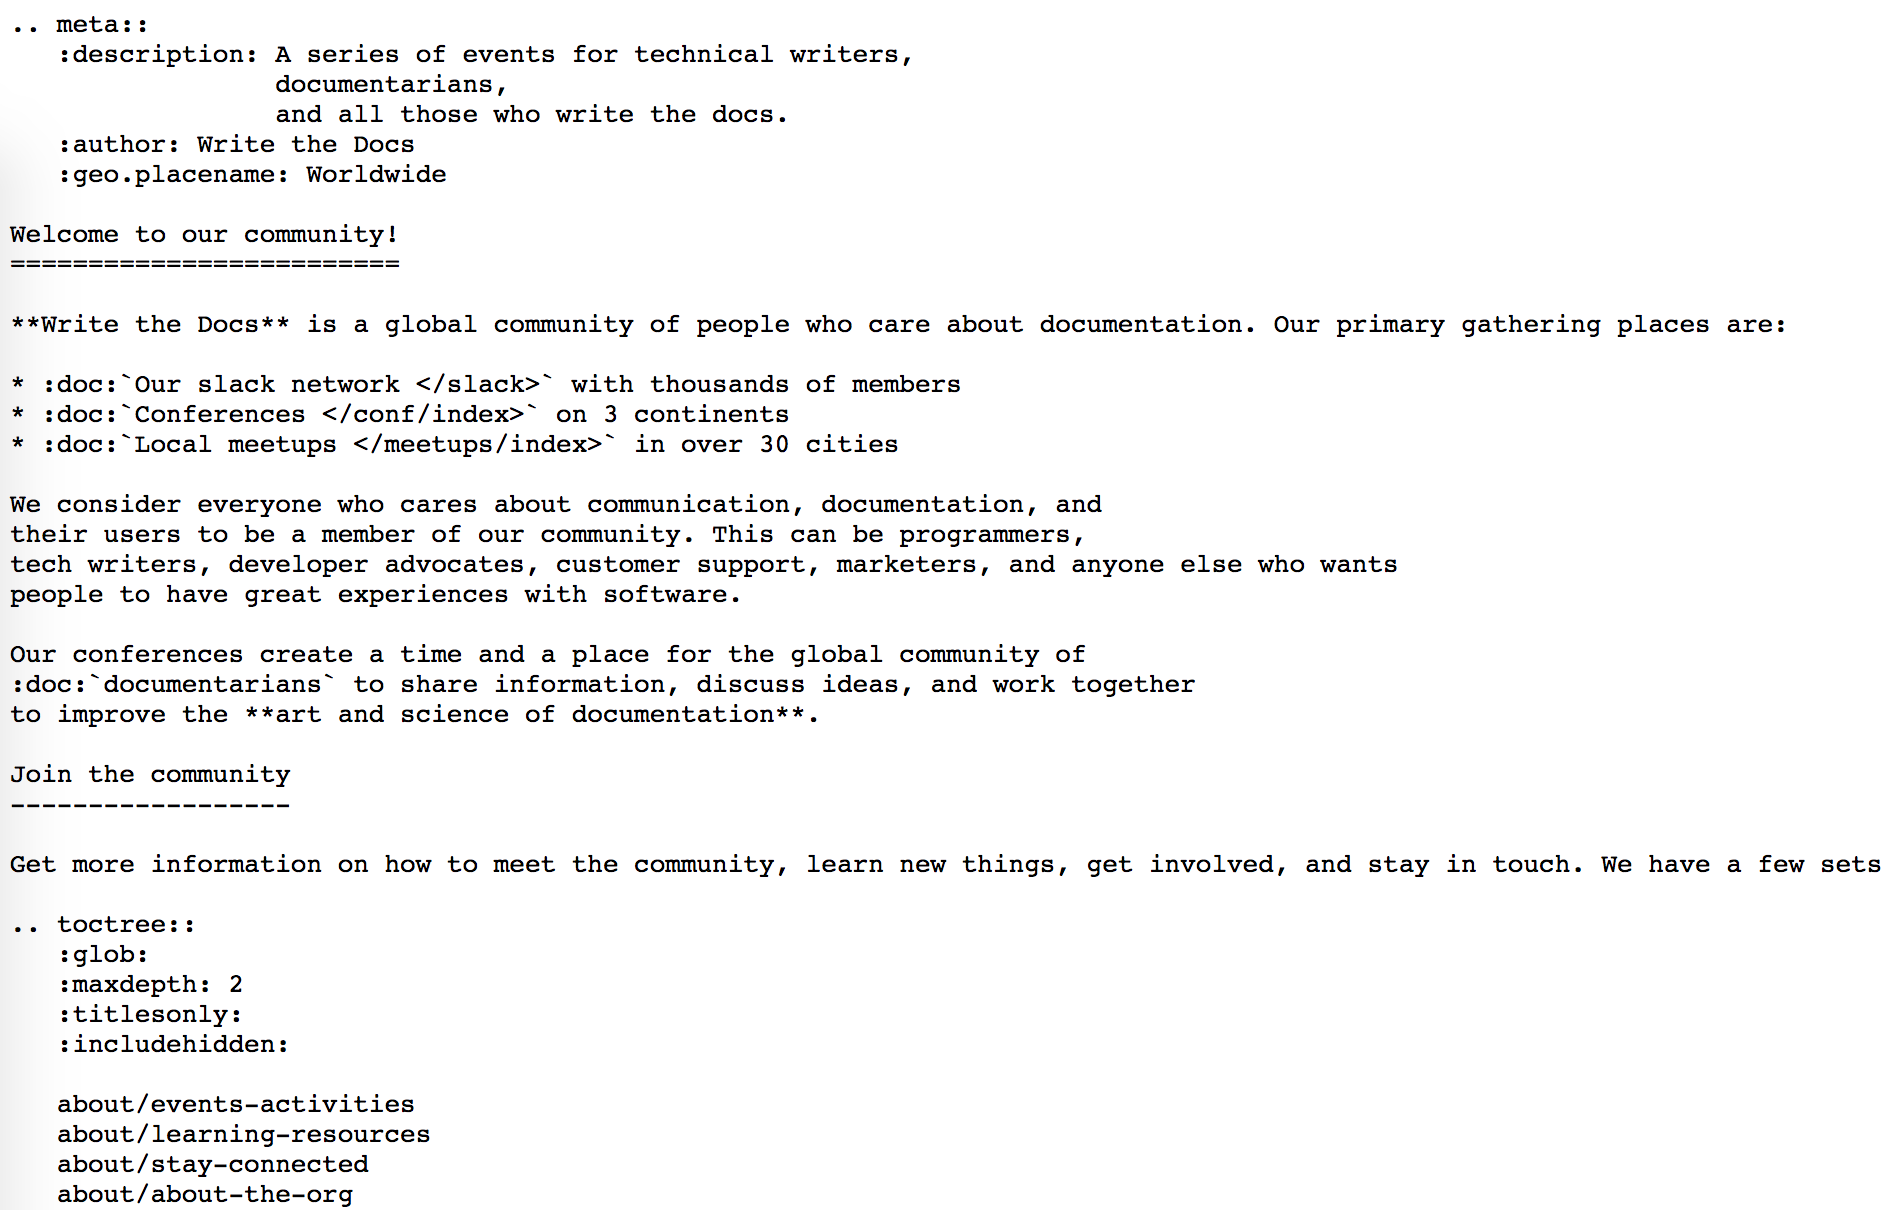 .. meta::
   :description: A series of events for technical writers,
                 documentarians,
                 and all those who write the docs.
   :author: Write the Docs
   :geo.placename: Worldwide

Welcome to our community!
=========================

**Write the Docs** is a global community of people who care about documentation. Our primary gathering places are:

* :doc:`Our slack network </slack>` with thousands of members
* :doc:`Conferences </conf/index>` on 3 continents
* :doc:`Local meetups </meetups/index>` in over 30 cities

We consider everyone who cares about communication, documentation, and
their users to be a member of our community. This can be programmers,
tech writers, developer advocates, customer support, marketers, and anyone else who wants
people to have great experiences with software.

Our conferences create a time and a place for the global community of
:doc:`documentarians` to share information, discuss ideas, and work together
to improve the **art and science of documentation**.

Join the community
------------------

Get more information on how to meet the community, learn new things, get involved, and stay in touch. We have a few sets

.. toctree::
   :glob:
   :maxdepth: 2
   :titlesonly:
   :includehidden:

   about/events-activities
   about/learning-resources
   about/stay-connected
   about/about-the-org